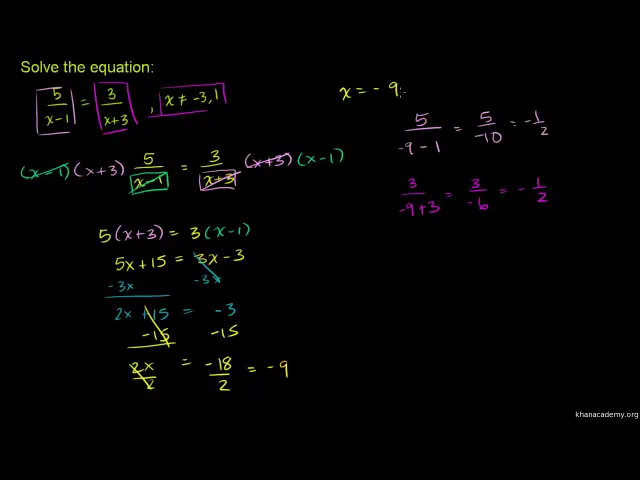 Solve the equation:
5/(x-1) = 3/(x+3) , x ≠ -3,1
(x-1)(x+3) 5/(x-1) = 3/(x+3) (x+3)(x-1)
5(x+3) = 3(x-1)
5x+15 = 3x-3
-3x -3x
2x +15 = -3
-15 -15
2x/2 = -18/2 = -9
x = -9
5/(-9-1) = 5/-10 = -1/2
3/(-9+3) = 3/-6 = -1/2
khanacademy.org